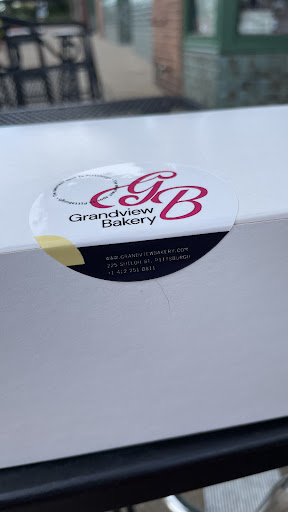 GB
Grandview
Bakery
WWW.GRANDVIEWBAKERY.COM
225 SHILOH ST. PITTSBURGH
+1 412 251 0811